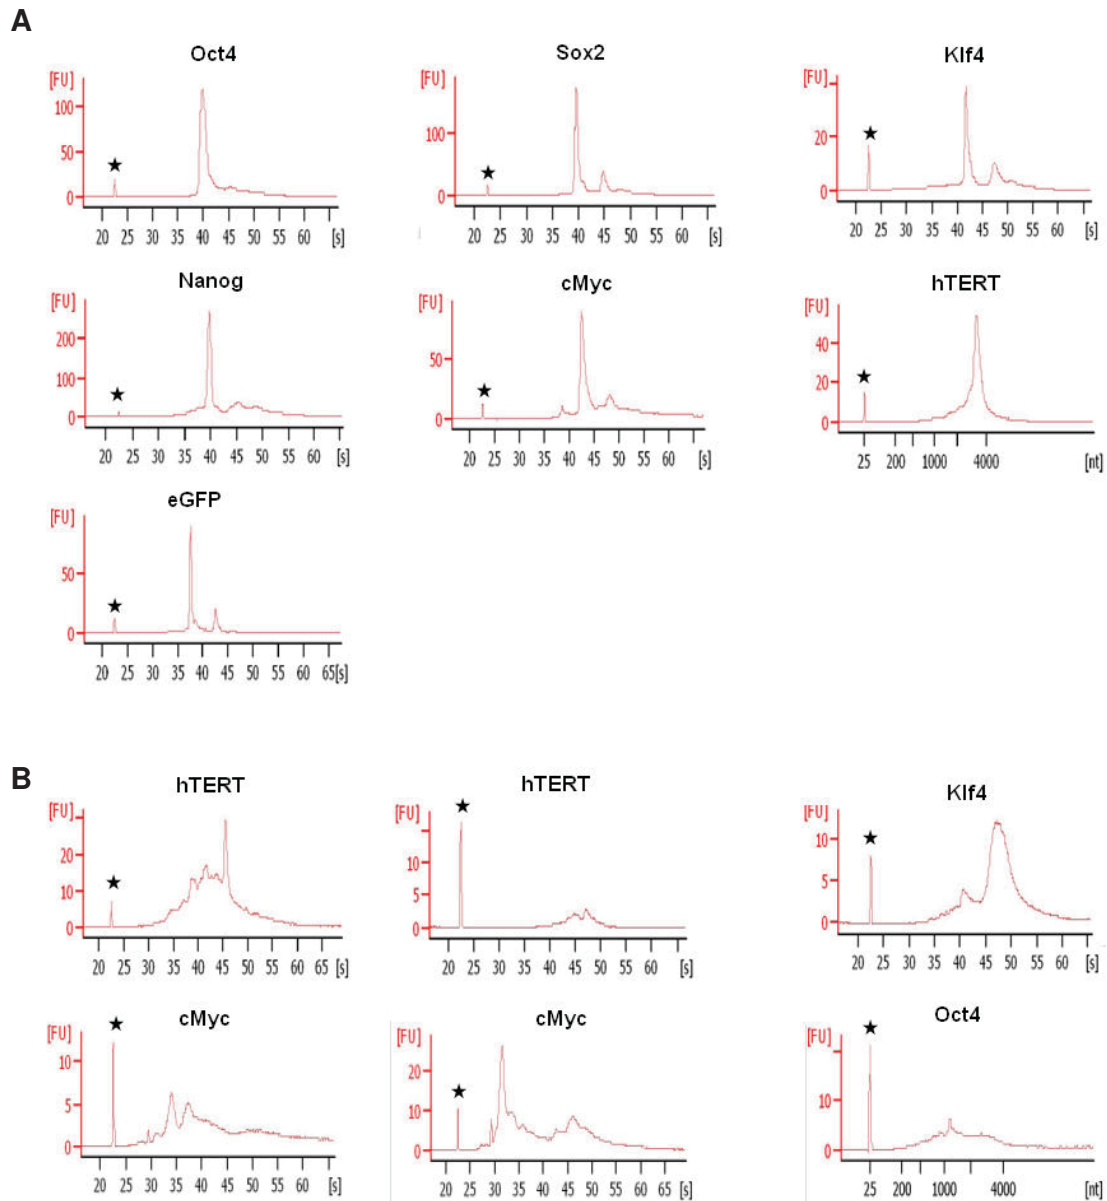 A
Oct4 Sox2 Klf4
[FU] [FU] [FU]
100 100 20
50 0 0
0
20 25 30 35 40 45 50 55 60 [s] 20 25 30 35 40 45 50 55 60 [s] 20 25 30 35 40 45 50 55 60 [s]
Nanog cMyc hTERT
[FU] [FU] [FU]
200 50 40
100 0 20
0 0
20 25 30 35 40 45 50 55 60 [s] 20 25 30 35 40 45 50 55 60 [s] 25 200 1000 4000 [nt]
eGFP
[FU]
50
0
20 25 30 35 40 45 50 55 60 65[s]
B
hTERT hTERT Klf4
[FU] [FU] [FU]
20 10 10
10 5 5
0 0 0
20 25 30 35 40 45 50 55 60 65 [s] 20 25 30 35 40 45 50 55 60 [s] 20 25 30 35 40 45 50 55 60 [s]
cMyc cMyc Oct4
[FU] [FU] [FU]
10 20 10
5 10 0
0 0
20 25 30 35 40 45 50 55 60 65 [s] 20 25 30 35 40 45 50 55 60 [s] 25 200 1000 4000 [nt]